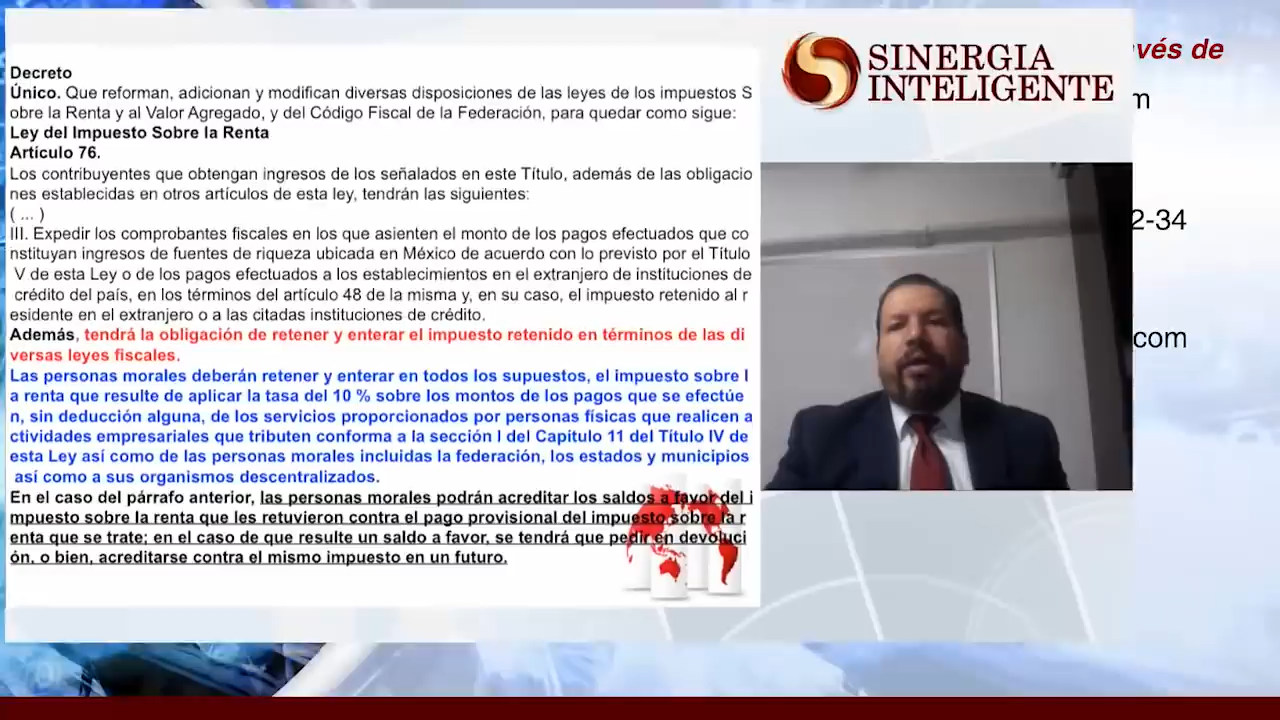 Decreto
Único. Que reforman, adicionan y modifican diversas disposiciones de las leyes de los impuestos S
obre la Renta y al Valor Agregado, y del Código Fiscal de la Federación, para quedar como sigue:
Ley del Impuesto Sobre la Renta
Artículo 76.
Los contribuyentes que obtengan ingresos de los señalados en este Título, además de las obligacio
nes establecidas en otros artículos de esta ley, tendrán las siguientes:
( ... )
III. Expedir los comprobantes fiscales en los que asienten el monto de los pagos efectuados que co
nstituyan ingresos de fuentes de riqueza ubicada en México de acuerdo con lo previsto por el Título
V de esta Ley o de los pagos efectuados a los establecimientos en el extranjero de instituciones de
crédito del país, en los términos del artículo 48 de la misma y, en su caso, el impuesto retenido al r
esidente en el extranjero o a las citadas instituciones de crédito.
Además, tendrá la obligación de retener y enterar el impuesto retenido en términos de las di
versas leyes fiscales.
Las personas morales deberán retener y enterar en todos los supuestos, el impuesto sobre l
a renta que resulte de aplicar la tasa del 10 % sobre los montos de los pagos que se efectúe
n, sin deducción alguna, de los servicios proporcionados por personas físicas que realicen a
ctividades empresariales que tributen conforma a la sección I del Capítulo 11 del Título IV de
esta Ley así como de las personas morales incluidas la federación, los estados y municipios
así como a sus organismos descentralizados.
En el caso del párrafo anterior, las personas morales podrán acreditar los saldos a favor del i
mpuesto sobre la renta que les retuvieron contra el pago provisional del impuesto sobre la r
enta que se trate; en el caso de que resulte un saldo a favor, se tendrá que pedir en devoluci
ón, o bien, acreditarse contra el mismo impuesto en un futuro.
SINERGIA
INTELIGENTE
vés de
m
2-34
.com